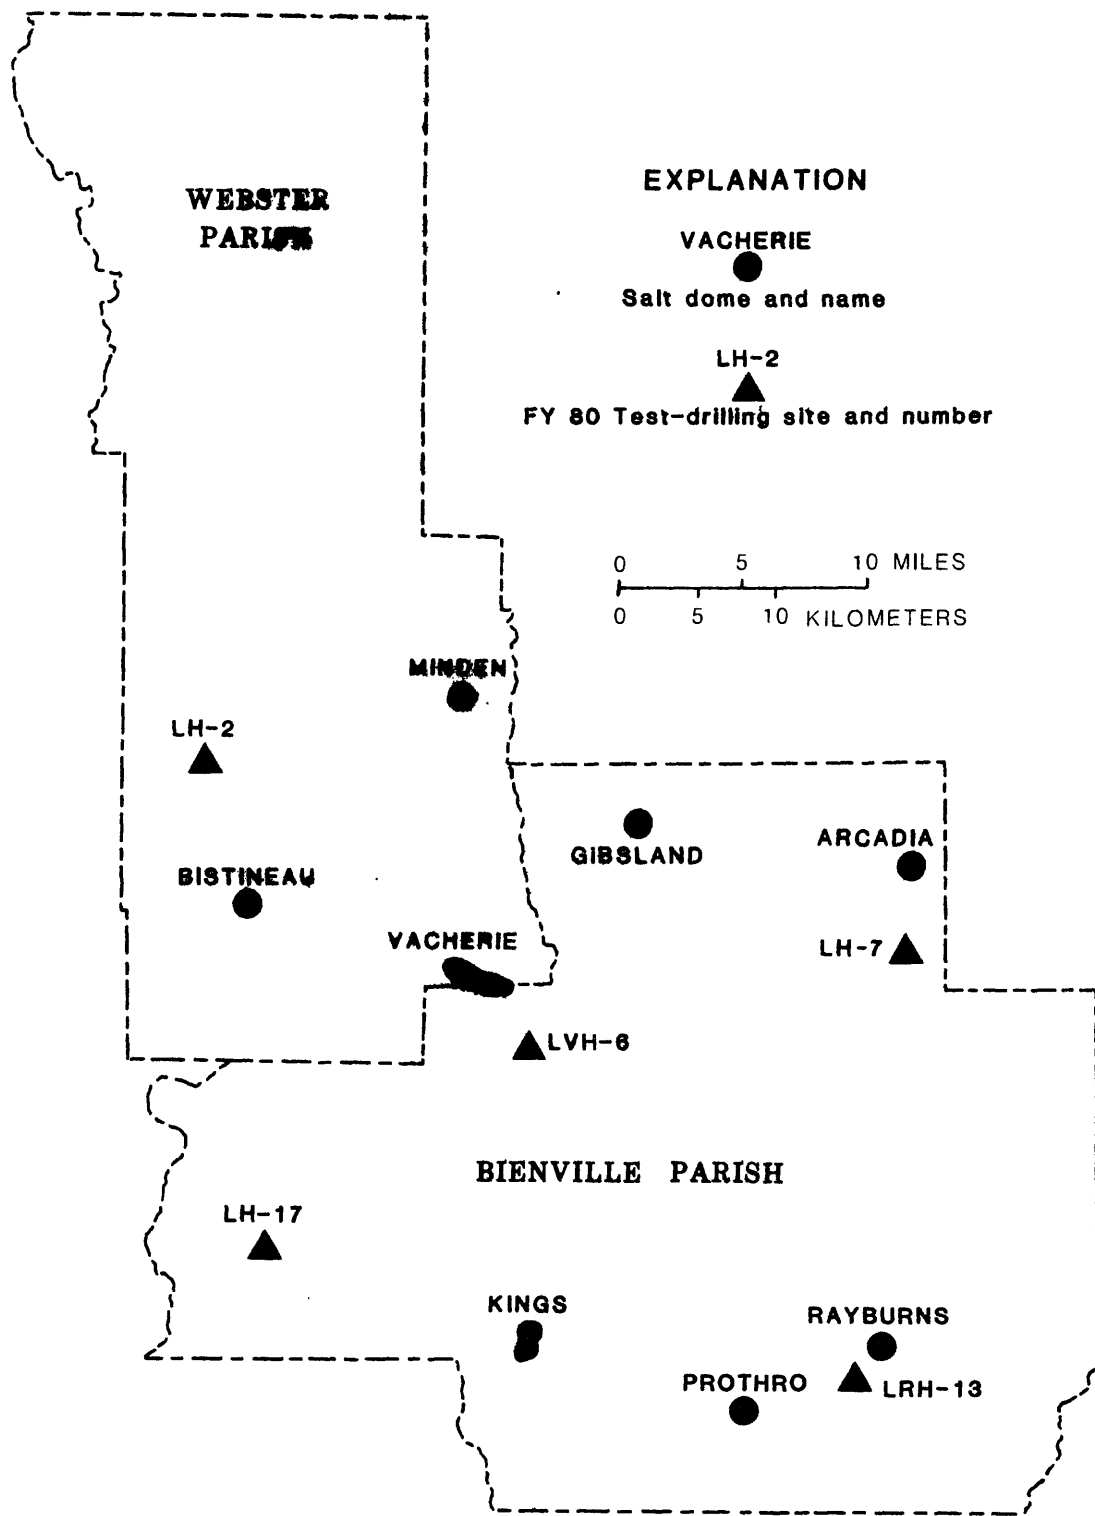 WEBSTER
PARISH
EXPLANATION
VACHERIE
Salt dome and name
LH-2
FY 80 Test-drilling site and number
0 5 10 MILES
0 5 10 KILOMETERS
MINDEN
LH-2
GIBSLAND
ARCADIA
BISTINEAU
VACHERIE
LH-7
LVH-6
BIENVILLE PARISH
LH-17
KINGS
RAYBURNS
PROTHRO
LRH-13